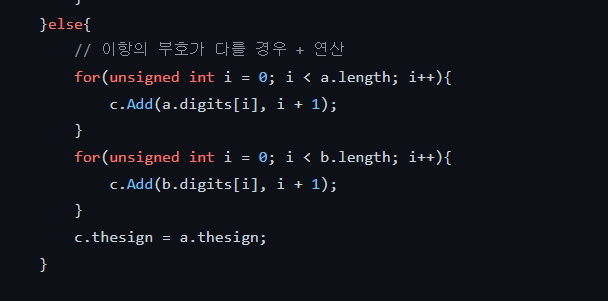 }else{
// 이항의 부호가 다를 경우 + 연산
for(unsigned int i = 0; i < a.length; i++){
c.Add(a.digits[i], i + 1);
}
for(unsigned int i = 0; i < b.length; i++){
c.Add(b.digits[i], i + 1);
}
c.thesign = a.thesign;
}